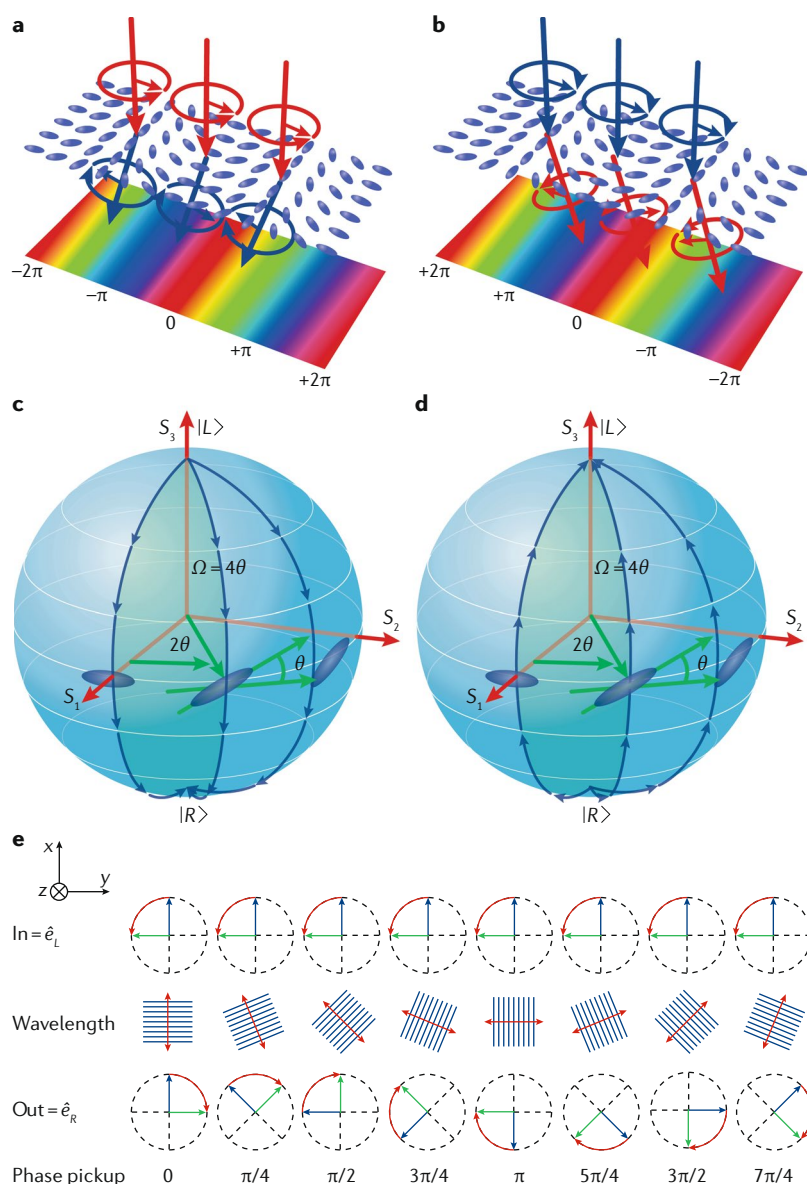 a
b
−2π
−π
0
+π
+2π
+2π
+π
0
−π
−2π
c
d
S3 |L>
S3 |L>
Ω = 4θ
Ω = 4θ
S2
S2
2θ
θ
2θ
θ
S1
S1
|R>
|R>
e
x
z y
In = êL
Wavelength
Out = êR
Phase pickup 0 π/4 π/2 3π/4 π 5π/4 3π/2 7π/4